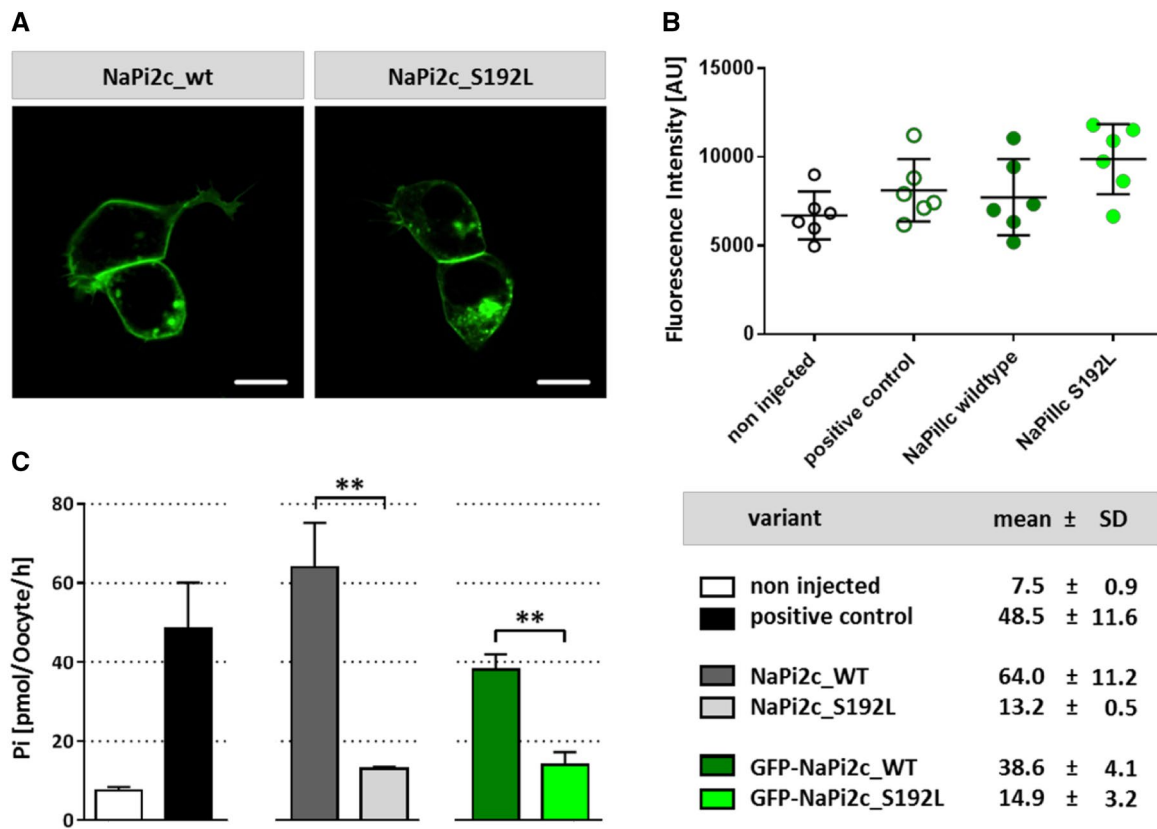 A
NaPi2c_wt
NaPi2c_S192L
B
Fluorescence Intensity [AU]
15000
10000
5000
0
non injected
positive control
NaPiIIc wildtype
NaPiIIc S192L
C
Pi [pmol/Oocyte/h]
80
60
40
20
0
**
**
variant mean ± SD
non injected 7.5 ± 0.9
positive control 48.5 ± 11.6
NaPi2c_WT 64.0 ± 11.2
NaPi2c_S192L 13.2 ± 0.5
GFP-NaPi2c_WT 38.6 ± 4.1
GFP-NaPi2c_S192L 14.9 ± 3.2